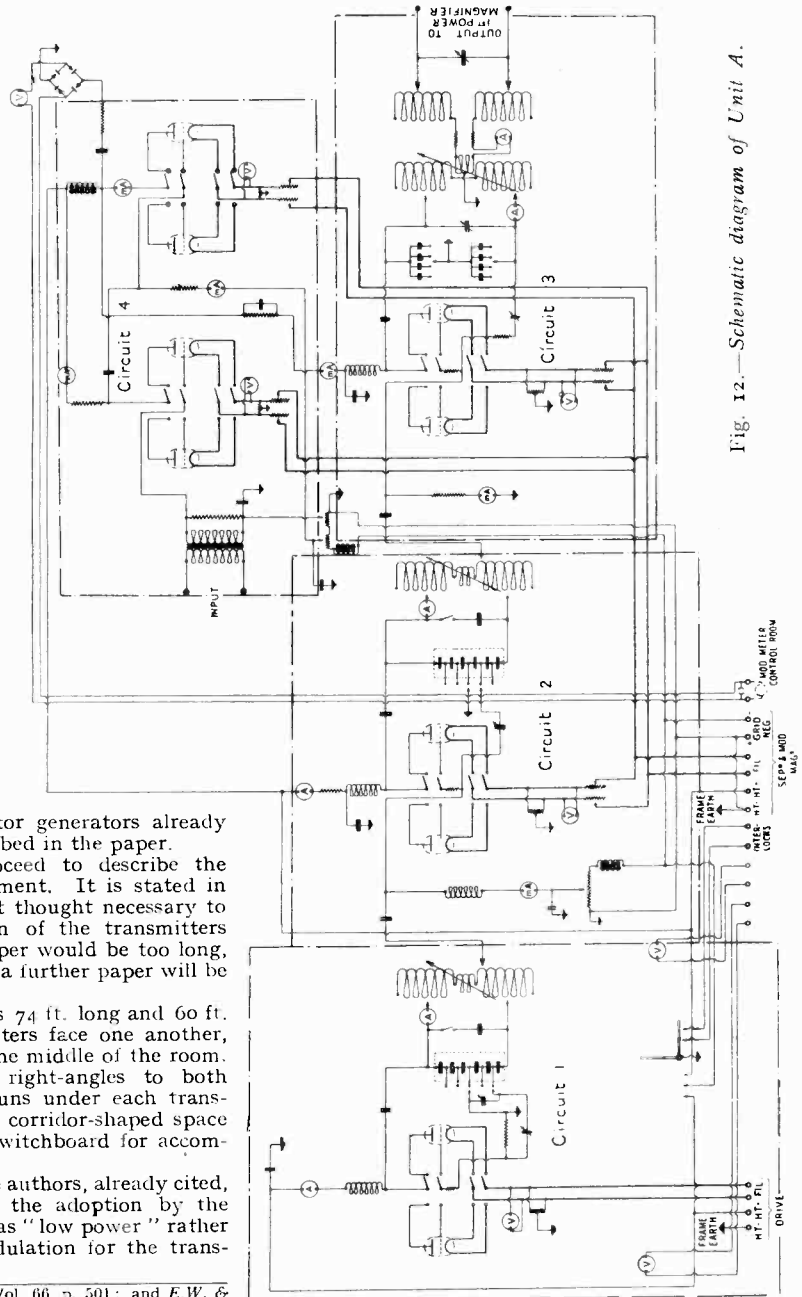 OUTPUT TO
1ST POWER
MAGNIFIER
V
mA
Circuit 4
V
V
A
A
INPUT
mA
Circuit 3
V
mA
Fig. 12.—Schematic diagram of Unit A.
A
A
Circuit 2
V
MOD METER
CONTROL ROOM
GRID
NEG
FIL
HT+
HT-
SEPR & MOD
MAGR
FRAME
EARTH
INTER-
LOCKS
V
A
A
Circuit 1
V
FIL
HT+
HT-
DRIVE
FRAME
EARTH
V
tor generators already
bed in the paper.
oceed to describe the
ment. It is stated in
t thought necessary to
n of the transmitters
per would be too long,
a further paper will be
s 74 ft. long and 60 ft.
ters face one another,
he middle of the room.
right-angles to both
uns under each trans-
corridor-shaped space
witchboard for accom-
e authors, already cited,
the adoption by the
as "low power" rather
dulation for the trans-
Vol. 66, p. 501; and E.W. &